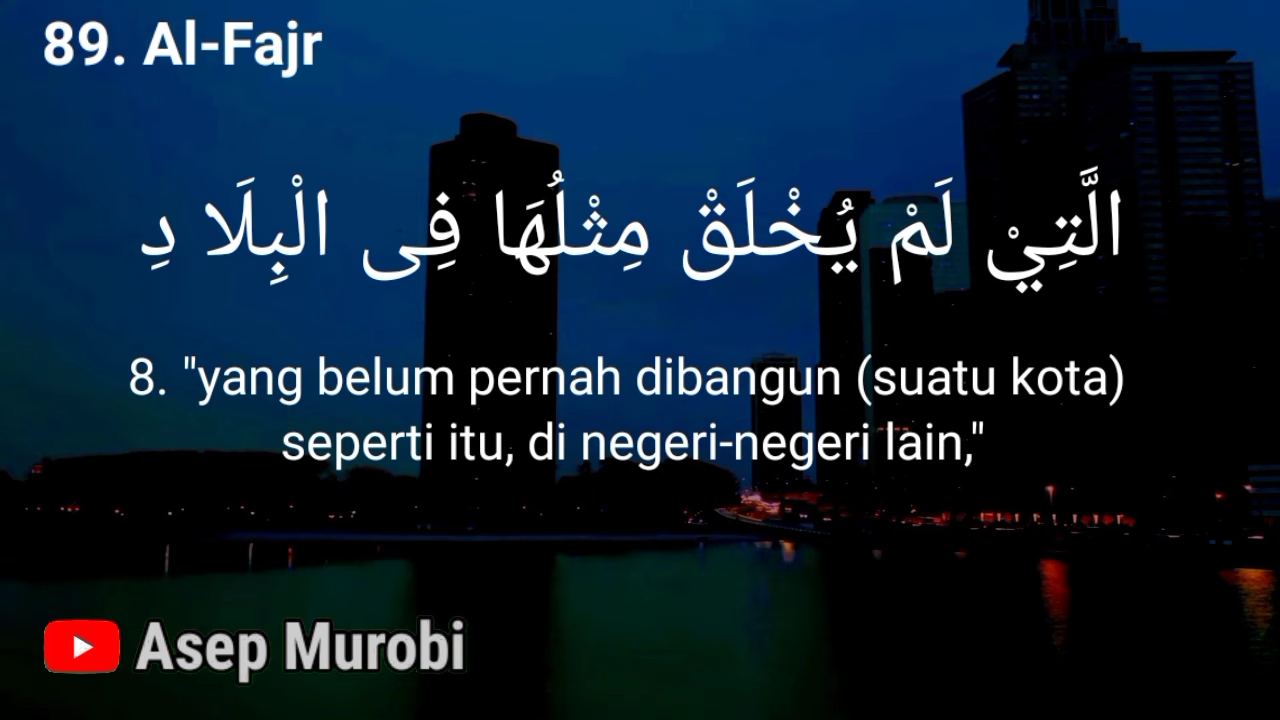 89. Al-Fajr
الَّتِيْ لَمْ يُخْلَقْ مِثْلُهَا فِى الْبِلَا دِ
8. "yang belum pernah dibangun (suatu kota)
seperti itu, di negeri-negeri lain,"
Asep Murobi